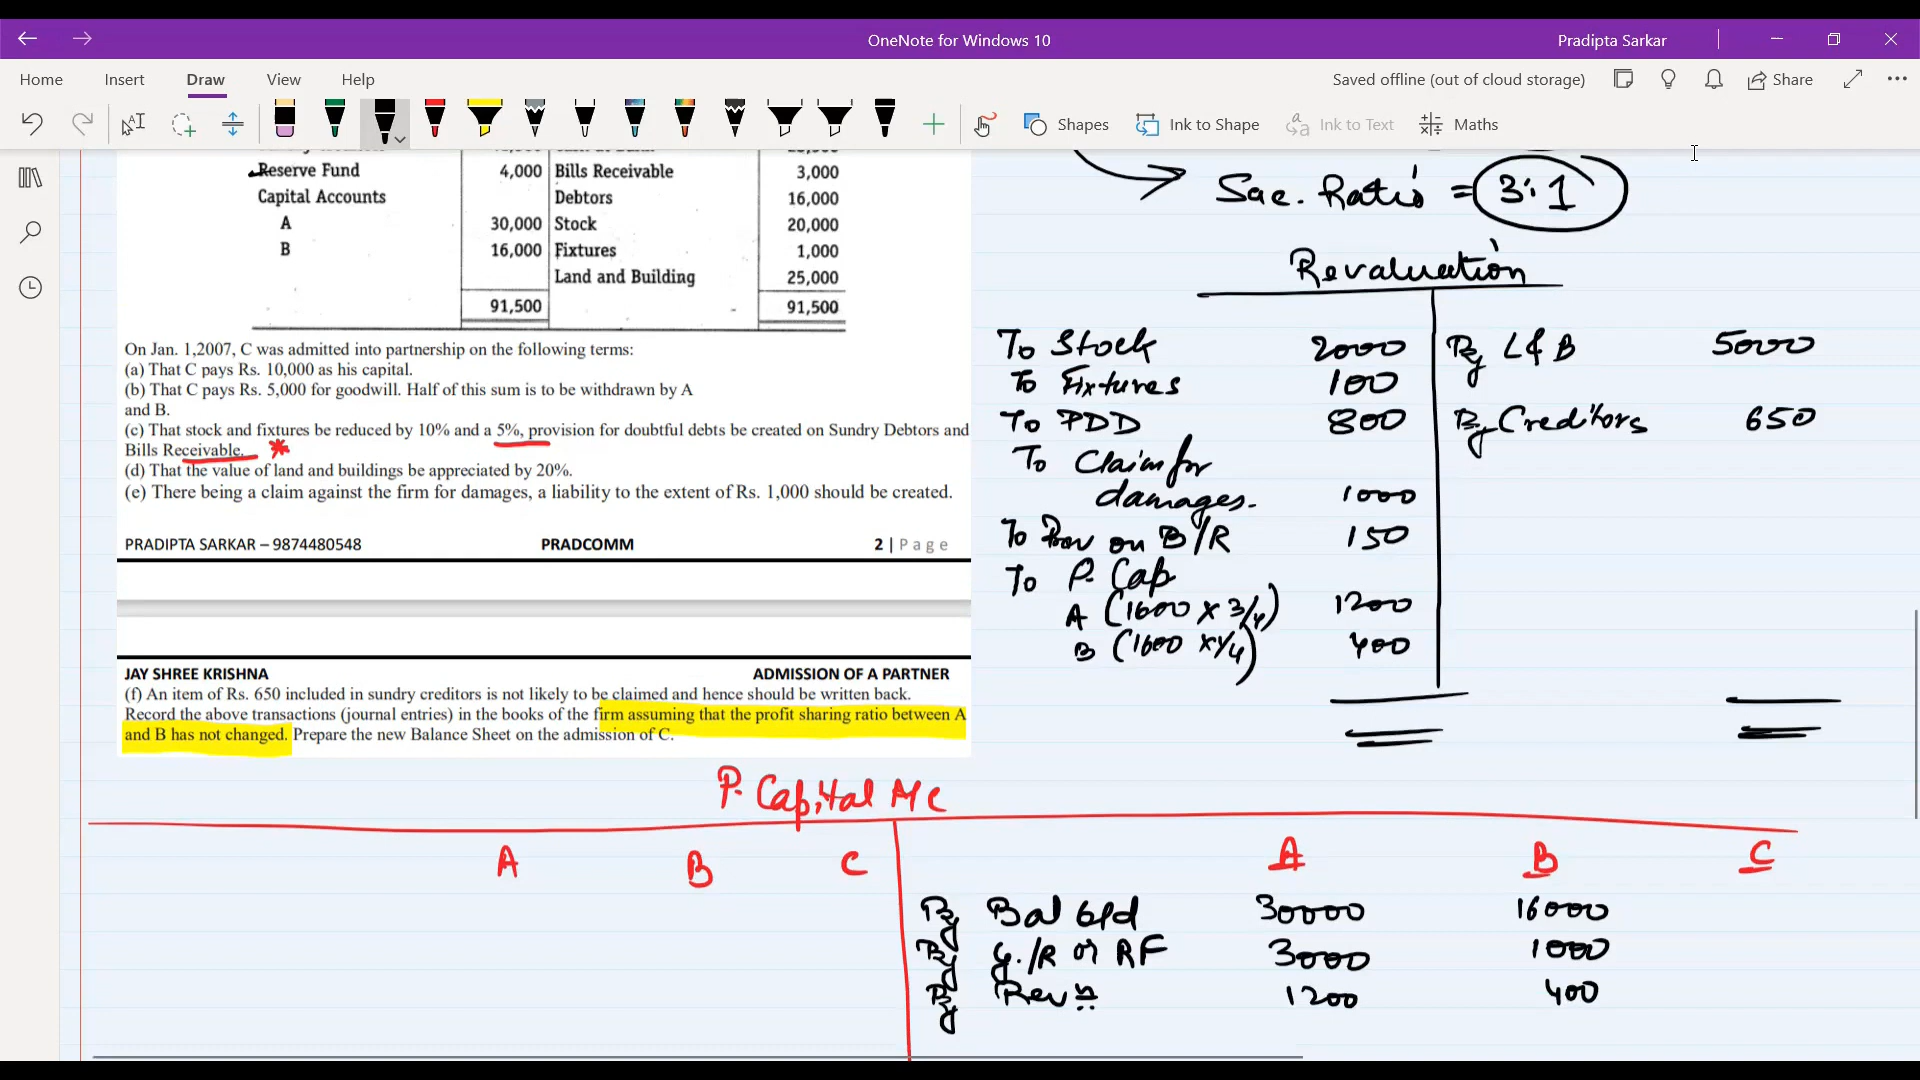 OneNote for Windows 10
Pradipta Sarkar
Home Insert Draw View Help
Saved offline (out of cloud storage)
Share
Shapes
Ink to Shape
Ink to Text
Maths
Reserve Fund 4,000 Bills Receivable 3,000
Capital Accounts Debtors 16,000
A 30,000 Stock 20,000
B 16,000 Fixtures 1,000
Land and Building 25,000
91,500 91,500
On Jan. 1,2007, C was admitted into partnership on the following terms:
(a) That C pays Rs. 10,000 as his capital.
(b) That C pays Rs. 5,000 for goodwill. Half of this sum is to be withdrawn by A
and B.
(c) That stock and fixtures be reduced by 10% and a 5%, provision for doubtful debts be created on Sundry Debtors and
Bills Receivable. *
(d) That the value of land and buildings be appreciated by 20%.
(e) There being a claim against the firm for damages, a liability to the extent of Rs. 1,000 should be created.
PRADIPTA SARKAR – 9874480548 PRADCOMM 2 | Page
JAY SHREE KRISHNA ADMISSION OF A PARTNER
(f) An item of Rs. 650 included in sundry creditors is not likely to be claimed and hence should be written back.
Record the above transactions (journal entries) in the books of the firm assuming that the profit sharing ratio between A
and B has not changed. Prepare the new Balance Sheet on the admission of C.
Sac. Ratio = 3:1
Revaluation
To Stock 2000 By L & B 5000
To Fixtures 100
To PDD 800 By Creditors 650
To Claim for
damages. 1000
To Prov on B/R 150
To P. Cap
A (1600 x 3/4) 1200
B (1600 x 1/4) 400
P. Capital A/c
A B C A B C
By Bal b/d 30000 16000
By G./R or RF 3000 1000
By Revn 1200 400